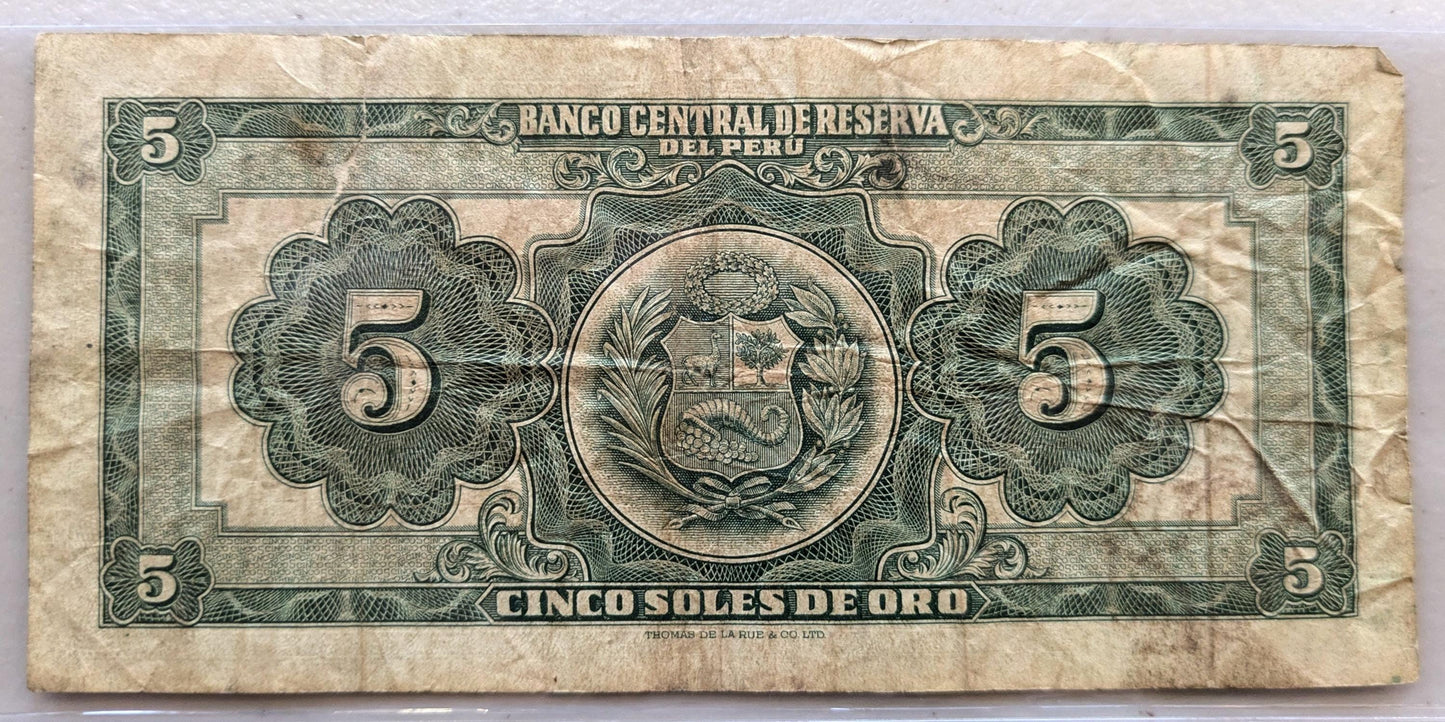 BANCO CENTRAL DE RESERVA
DEL PERÚ
5 5
5 5
CINCO SOLES DE ORO
5 5
THOMAS DE LA RUE & CO. LTD.